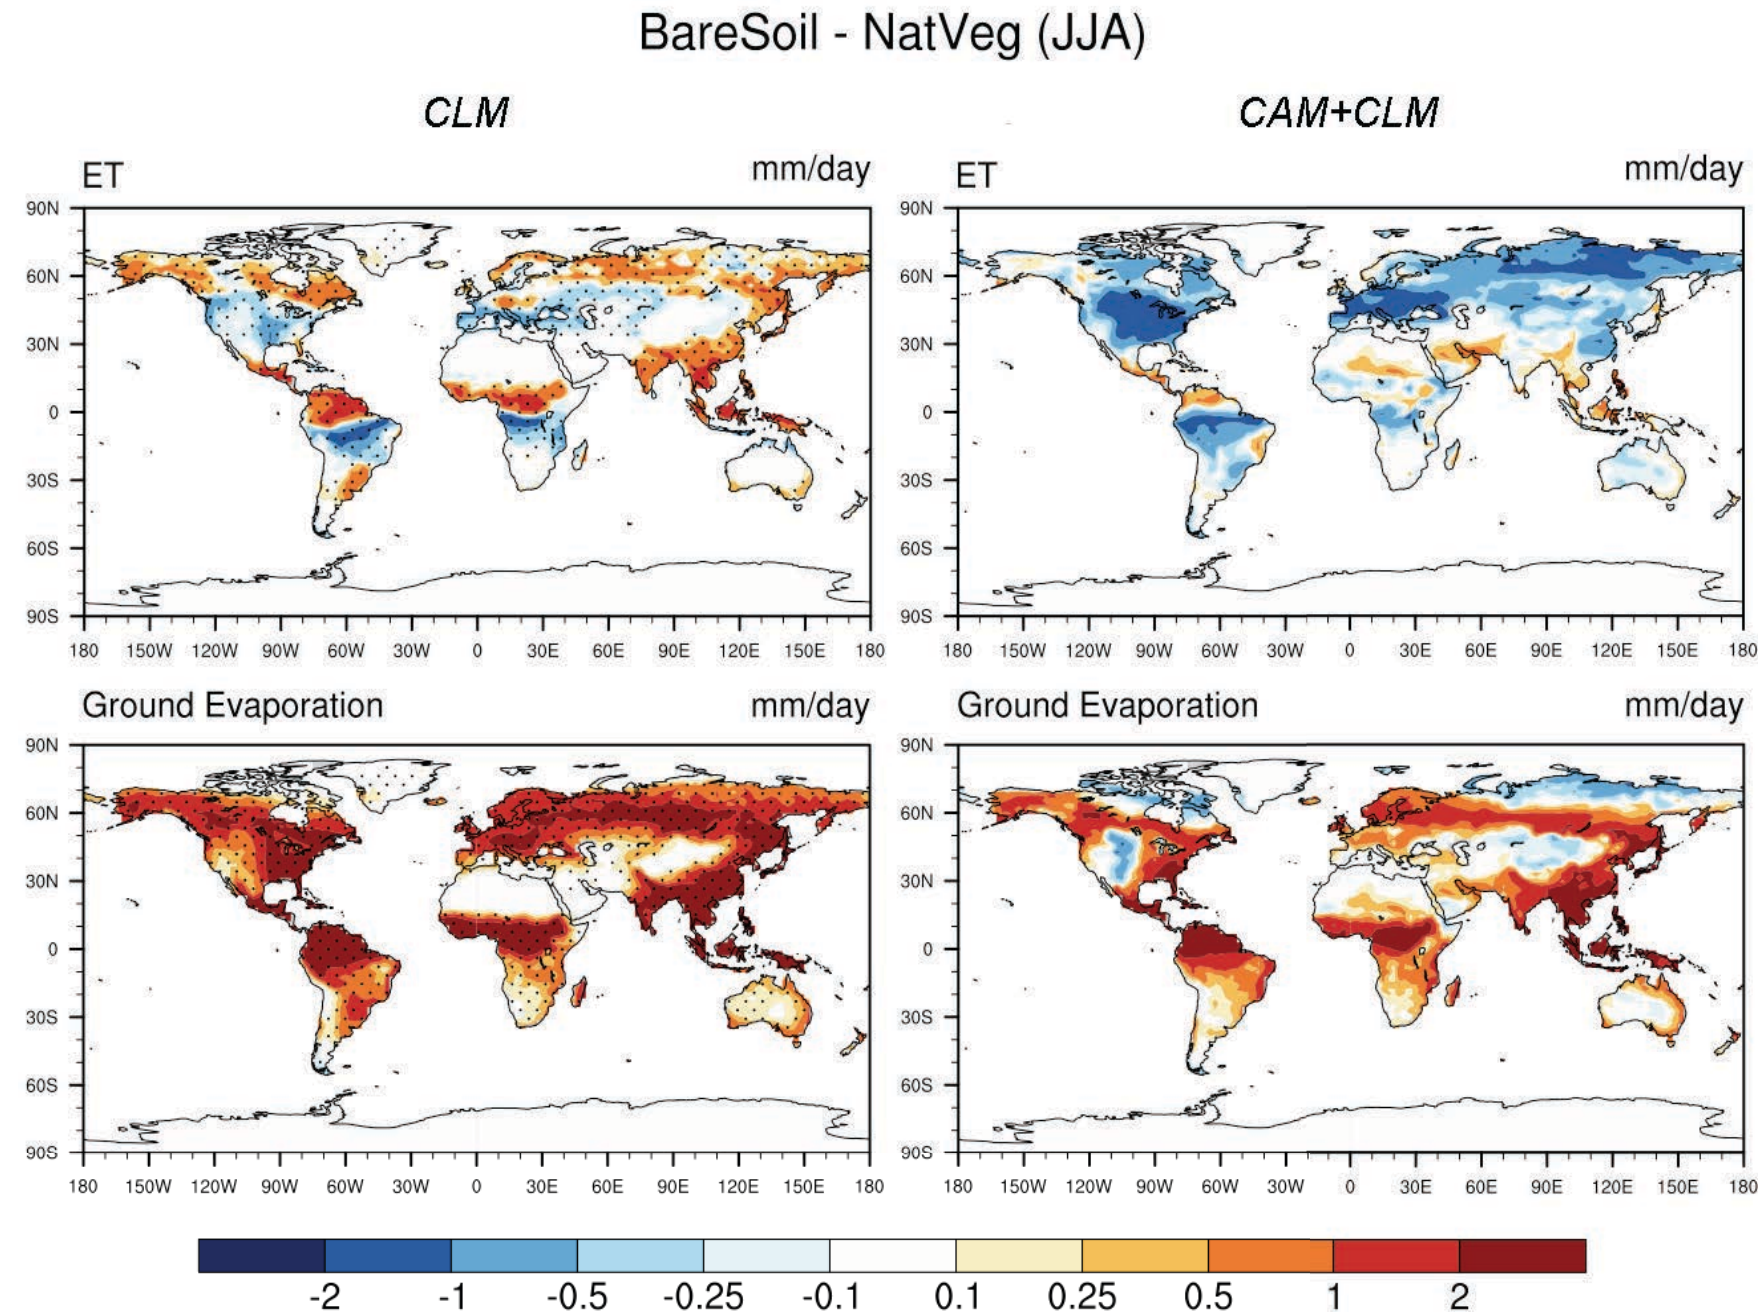 BareSoil - NatVeg (JJA)
CLM
CAM+CLM
ET mm/day
ET mm/day
90N
60N
30N
0
30S
60S
90S
180 150W 120W 90W 60W 30W 0 30E 60E 90E 120E 150E 180
90N
60N
30N
0
30S
60S
90S
180 150W 120W 90W 60W 30W 0 30E 60E 90E 120E 150E 180
Ground Evaporation mm/day
Ground Evaporation mm/day
90N
60N
30N
0
30S
60S
90S
180 150W 120W 90W 60W 30W 0 30E 60E 90E 120E 150E 180
90N
60N
30N
0
30S
60S
90S
180 150W 120W 90W 60W 30W 0 30E 60E 90E 120E 150E 180
-2 -1 -0.5 -0.25 -0.1 0.1 0.25 0.5 1 2